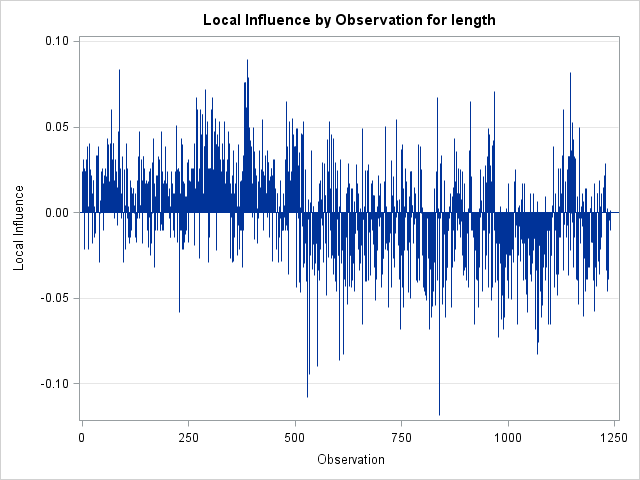 Local Influence by Observation for length
0.10
0.05
0.00
-0.05
-0.10
Local Influence
0 250 500 750 1000 1250
Observation